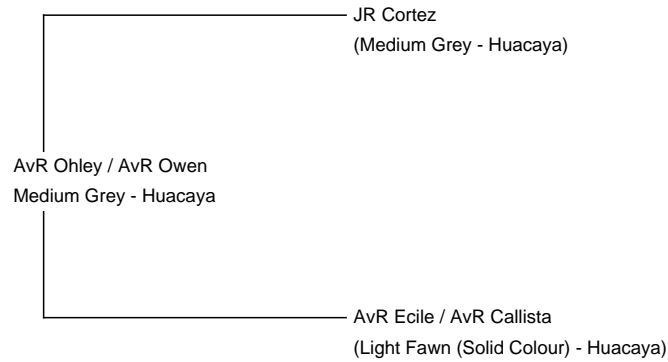 JR Cortez
(Medium Grey - Huacaya)
AvR Ohley / AvR Owen
Medium Grey - Huacaya
AvR Ecile / AvR Callista
(Light Fawn (Solid Colour) - Huacaya)